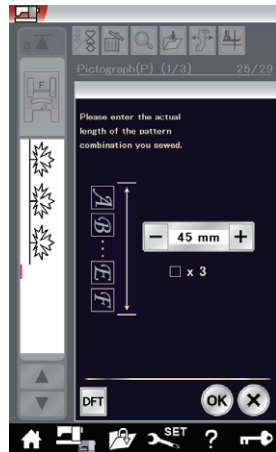 B
F
Pictograph(P) (1/3) 25/29
Please enter the actual
length of the pattern
combination you sewed.
A
B
E
F
− 45 mm +
x 3
DFT
OK
SET
?